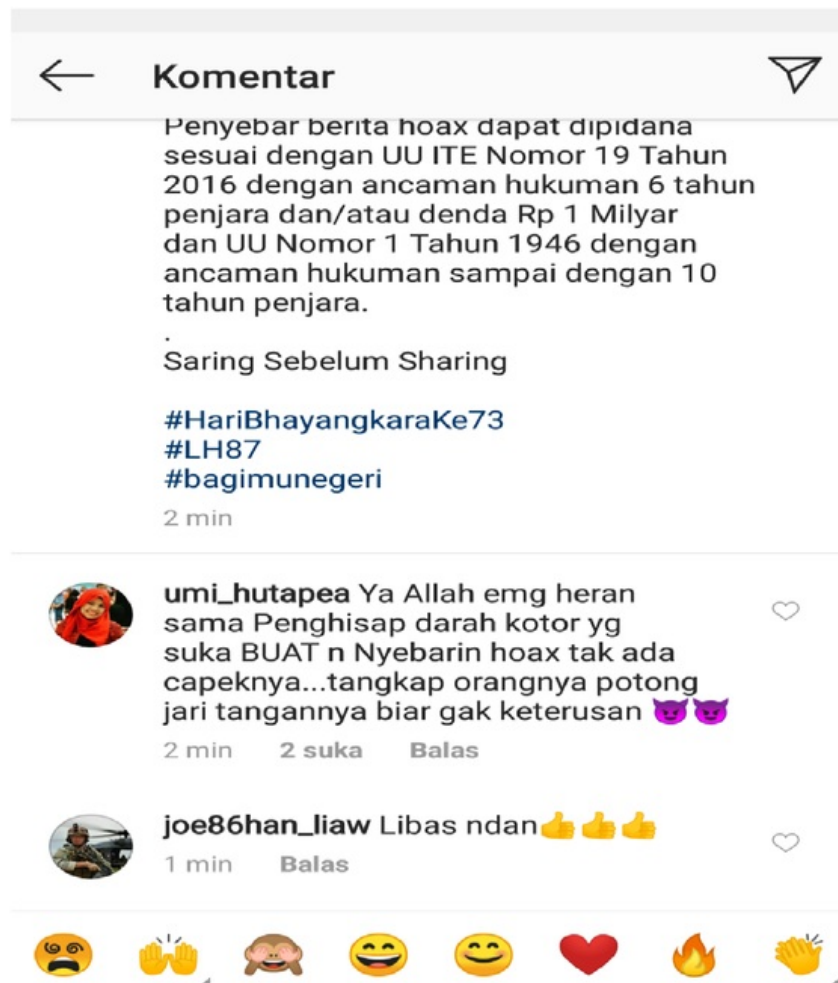 Komentar
Penyebar berita hoax dapat dipidana
sesuai dengan UU ITE Nomor 19 Tahun
2016 dengan ancaman hukuman 6 tahun
penjara dan/atau denda Rp 1 Milyar
dan UU Nomor 1 Tahun 1946 dengan
ancaman hukuman sampai dengan 10
tahun penjara.
.
Saring Sebelum Sharing
#HariBhayangkaraKe73
#LH87
#bagimunegeri
2 min
umi_hutapea Ya Allah emg heran
sama Penghisap darah kotor yg
suka BUAT n Nyebarin hoax tak ada
capeknya...tangkap orangnya potong
jari tangannya biar gak keterusan 😈😈
2 min 2 suka Balas
joe86han_liaw Libas ndan👍👍👍
1 min Balas